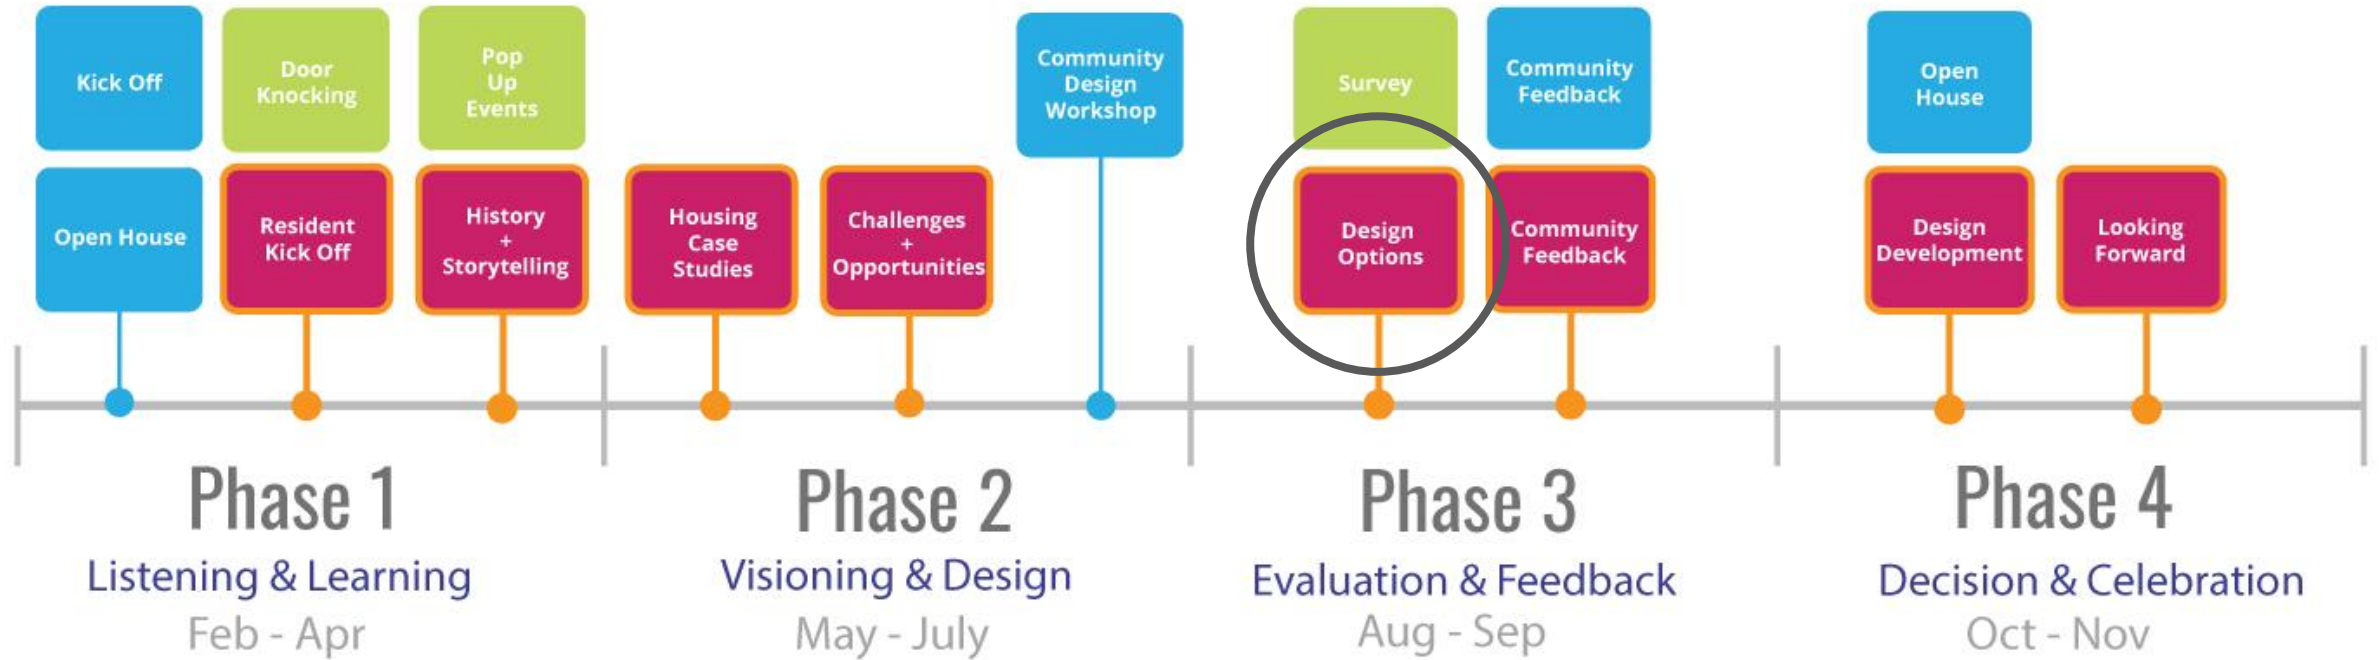 Kick Off
Door
Knocking
Pop
Up
Events
Community
Design
Workshop
Survey
Community
Feedback
Open
House
Open House
Resident
Kick Off
History
+
Storytelling
Housing
Case
Studies
Challenges
+
Opportunities
Design
Options
Community
Feedback
Design
Development
Looking
Forward
Phase 1
Listening & Learning
Feb - Apr
Phase 2
Visioning & Design
May - July
Phase 3
Evaluation & Feedback
Aug - Sep
Phase 4
Decision & Celebration
Oct - Nov